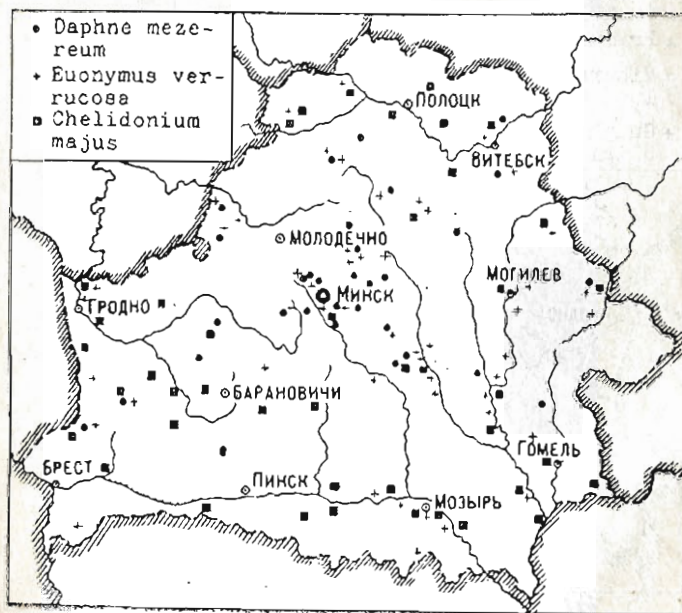 Daphne meze-
reum
Euonymus ver-
rucosa
Chelidonium
majus
ПОЛОЦК
ВИТЕБСК
МОЛОДЕЧНО
МИНСК
МОГИЛЕВ
ГРОДНО
БАРАНОВИЧИ
БРЕСТ
ПИНСК
МОЗЫРЬ
ГОМЕЛЬ